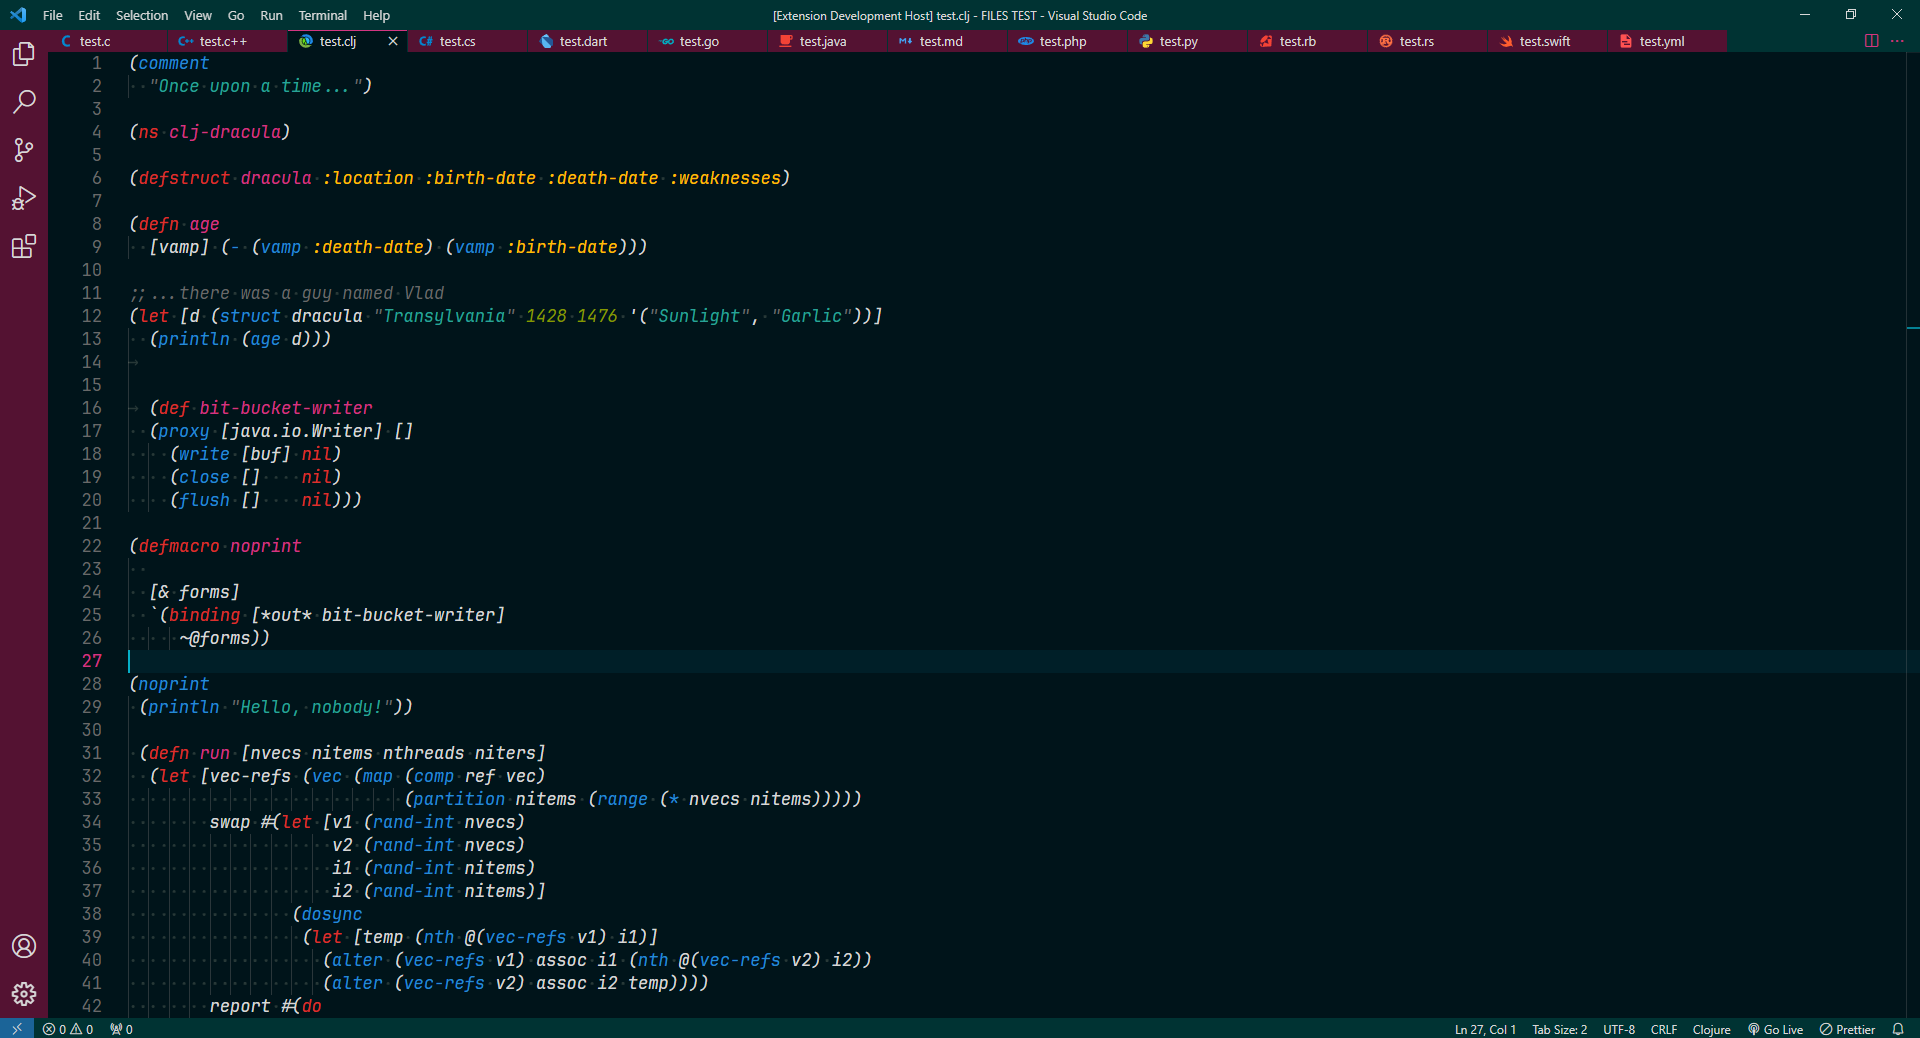 File Edit Selection View Go Run Terminal Help [Extension Development Host] test.clj - FILES TEST - Visual Studio Code
test.c test.c++ test.clj test.cs test.dart test.go test.java test.md test.php test.py test.rb test.rs test.swift test.yml
1 (comment
2   "Once upon a time...")
3
4 (ns clj-dracula)
5
6 (defstruct dracula :location :birth-date :death-date :weaknesses)
7
8 (defn age
9   [vamp] (- (vamp :death-date) (vamp :birth-date)))
10
11 ;;...there was a guy named Vlad
12 (let [d (struct dracula "Transylvania" 1428 1476 '("Sunlight", "Garlic"))]
13   (println (age d)))
14
15
16   (def bit-bucket-writer
17   (proxy [java.io.Writer] []
18     (write [buf] nil)
19     (close []    nil)
20     (flush []    nil)))
21
22 (defmacro noprint
23
24   [& forms]
25   `(binding [*out* bit-bucket-writer]
26      ~@forms))
27
28 (noprint
29  (println "Hello, nobody!"))
30
31  (defn run [nvecs nitems nthreads niters]
32   (let [vec-refs (vec (map (comp ref vec)
33                            (partition nitems (range (* nvecs nitems)))))
34         swap #(let [v1 (rand-int nvecs)
35                     v2 (rand-int nvecs)
36                     i1 (rand-int nitems)
37                     i2 (rand-int nitems)]
38                 (dosync
39                  (let [temp (nth @(vec-refs v1) i1)]
40                    (alter (vec-refs v1) assoc i1 (nth @(vec-refs v2) i2))
41                    (alter (vec-refs v2) assoc i2 temp))))
42         report #(do
0 0 0 Ln 27, Col 1 Tab Size: 2 UTF-8 CRLF Clojure Go Live Prettier